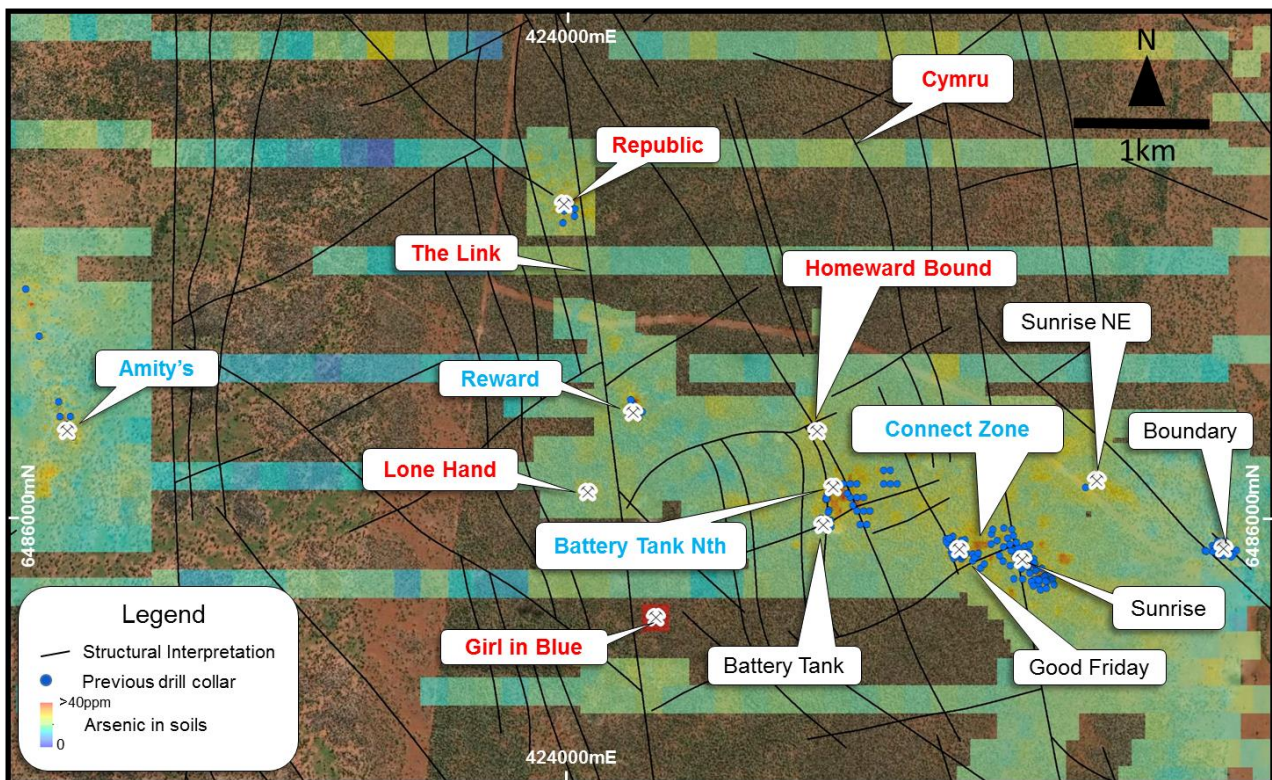 424000mE
N
1km
Cymru
Republic
The Link
Homeward Bound
Sunrise NE
Amity's
Reward
Connect Zone
Boundary
Lone Hand
6486000mN
6486000mN
Battery Tank Nth
Sunrise
Girl in Blue
Battery Tank
Good Friday
Legend
Structural Interpretation
Previous drill collar
>40ppm
Arsenic in soils
0
424000mE